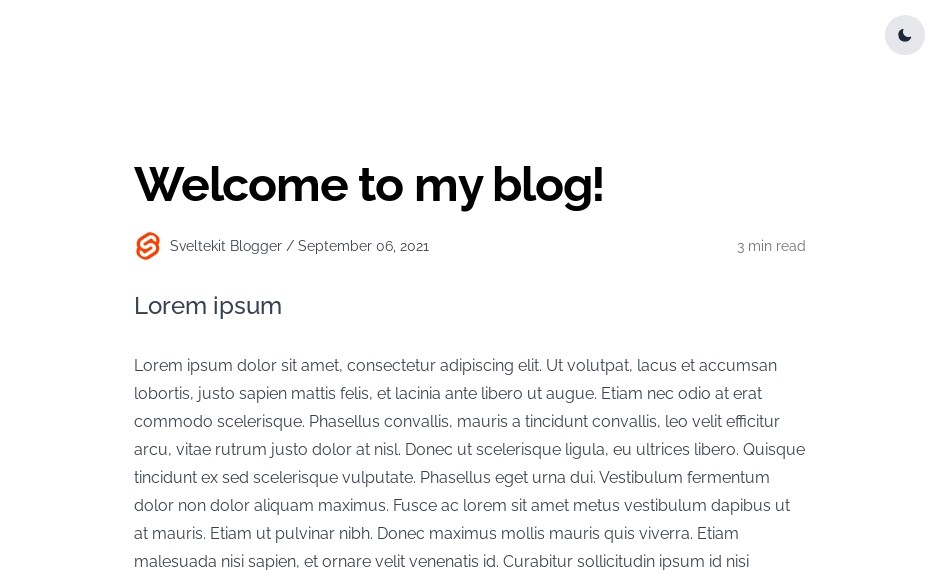 Welcome to my blog!
Sveltekit Blogger / September 06, 2021
3 min read
Lorem ipsum
Lorem ipsum dolor sit amet, consectetur adipiscing elit. Ut volutpat, lacus et accumsan
lobortis, justo sapien mattis felis, et lacinia ante libero ut augue. Etiam nec odio at erat
commodo scelerisque. Phasellus convallis, mauris a tincidunt convallis, leo velit efficitur
arcu, vitae rutrum justo dolor at nisl. Donec ut scelerisque ligula, eu ultrices libero. Quisque
tincidunt ex sed scelerisque vulputate. Phasellus eget urna dui. Vestibulum fermentum
dolor non dolor aliquam maximus. Fusce ac lorem sit amet metus vestibulum dapibus ut
at mauris. Etiam ut pulvinar nibh. Donec maximus mollis mauris quis viverra. Etiam
malesuada nisi sapien, et ornare velit venenatis id. Curabitur sollicitudin ipsum id nisi